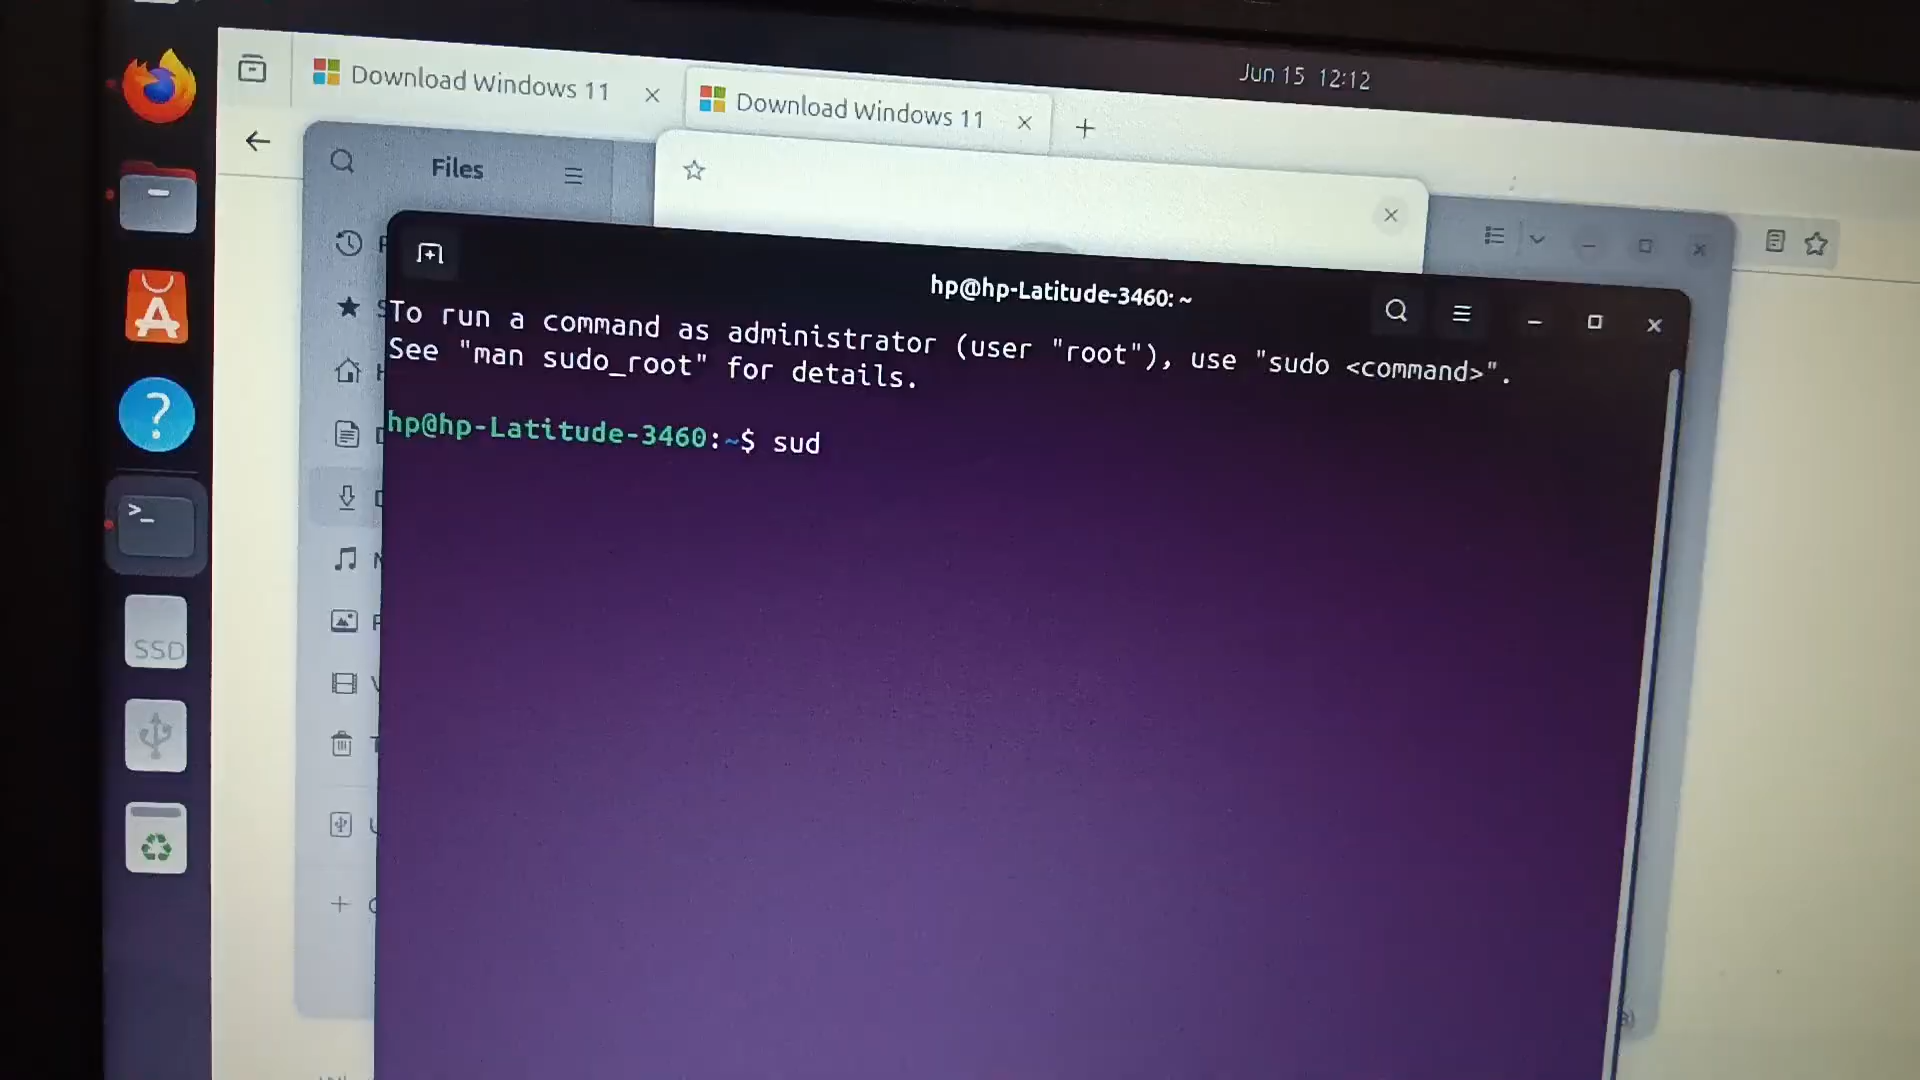 Jun 15 12:12
Download Windows 11
Download Windows 11
Files
hp@hp-Latitude-3460: ~
To run a command as administrator (user "root"), use "sudo <command>".
See "man sudo_root" for details.
hp@hp-Latitude-3460:~$ sud
SSD